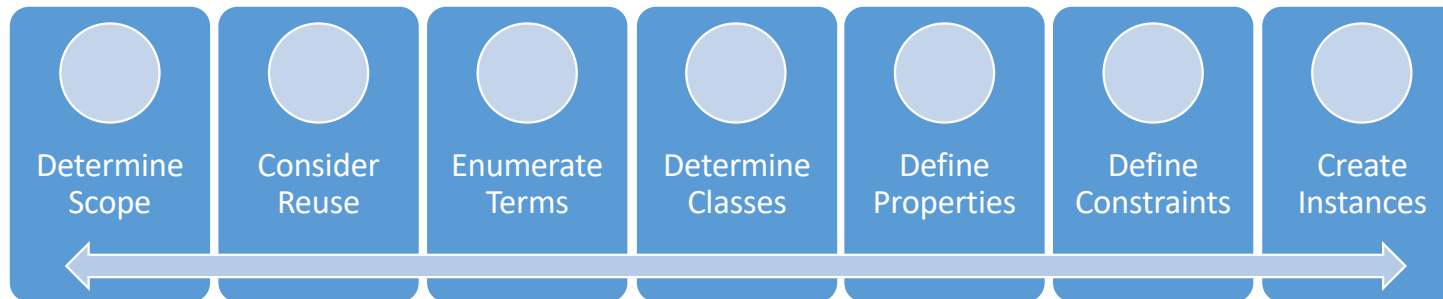 Determine
Scope
Consider
Reuse
Enumerate
Terms
Determine
Classes
Define
Properties
Define
Constraints
Create
Instances